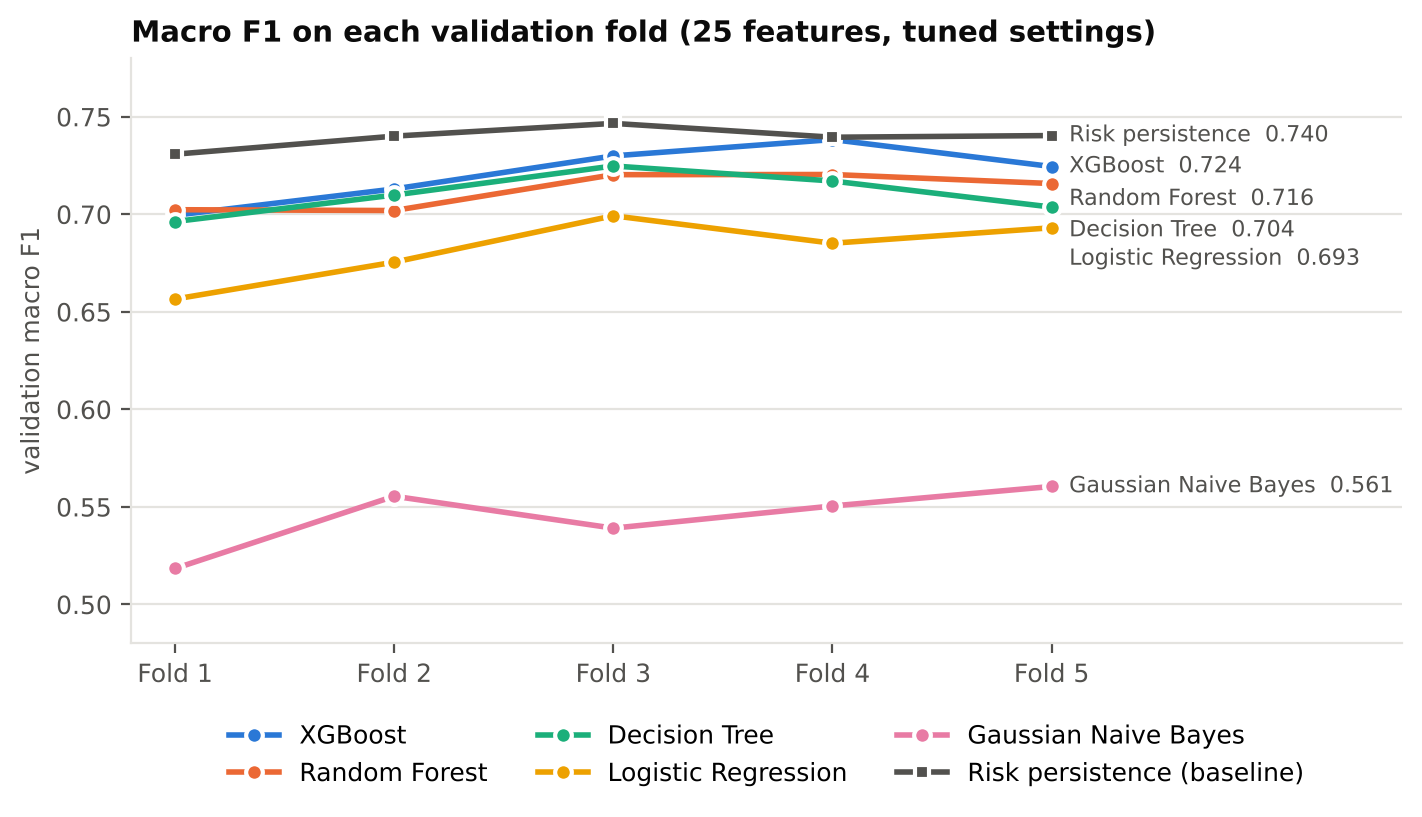 Macro F1 on each validation fold (25 features, tuned settings)
validation macro F1
0.75
0.70
0.65
0.60
0.55
0.50
Risk persistence 0.740
XGBoost 0.724
Random Forest 0.716
Decision Tree 0.704
Logistic Regression 0.693
Gaussian Naive Bayes 0.561
Fold 1 Fold 2 Fold 3 Fold 4 Fold 5
XGBoost Decision Tree Gaussian Naive Bayes
Random Forest Logistic Regression Risk persistence (baseline)